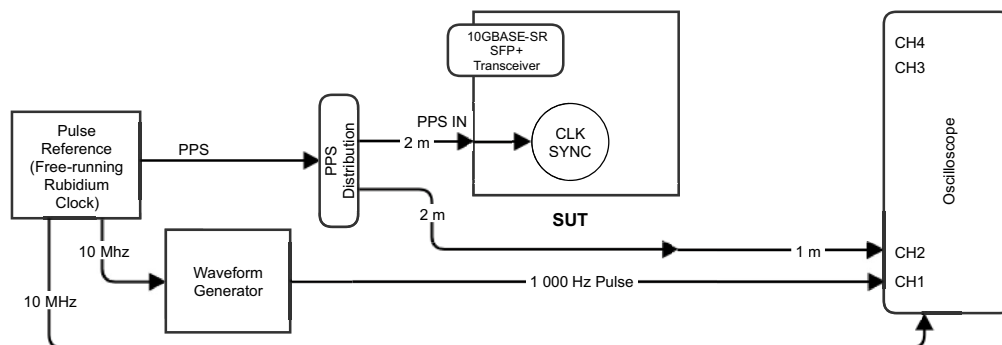 10GBASE-SR
SFP+
Transceiver
CH4
CH3
Pulse
Reference
(Free-running
Rubidium
Clock)
PPS
PPS
Distribution
PPS IN
2 m
CLK
SYNC
Oscilloscope
2 m
SUT
1 m
CH2
10 Mhz
Waveform
Generator
1 000 Hz Pulse
CH1
10 MHz